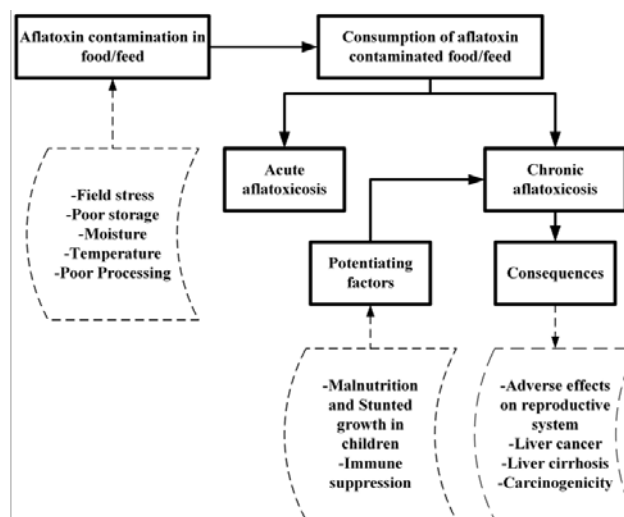 Aflatoxin contamination in
food/feed
Consumption of aflatoxin
contaminated food/feed
Acute
aflatoxicosis
Chronic
aflatoxicosis
-Field stress
-Poor storage
-Moisture
-Temperature
-Poor Processing
Potentiating
factors
Consequences
-Malnutrition
and Stunted
growth in
children
-Immune
suppression
-Adverse effects
on reproductive
system
-Liver cancer
-Liver cirrhosis
-Carcinogenicity